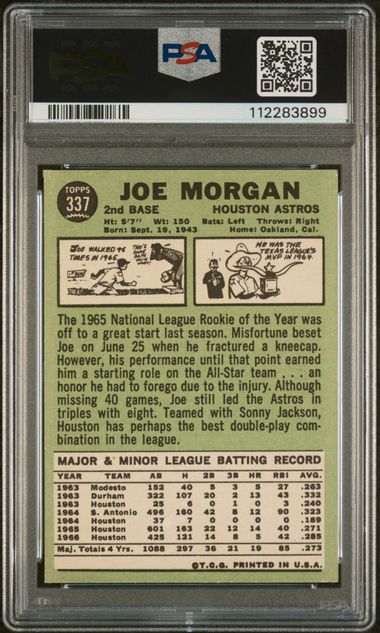 PSA
PSA
112283899
TOPPS
337
JOE MORGAN
2nd BASE HOUSTON ASTROS
Ht: 5'7" Wt: 150 Bats: Left Throws: Right
Born: Sept. 19, 1943 Home: Oakland, Cal.
JOE WALKED 95
TIMES IN 1965.
HE WAS THE
TEXAS LEAGUE'S
MVP IN 1964.
The 1965 National League Rookie of the Year was
off to a great start last season. Misfortune beset
Joe on June 25 when he fractured a kneecap.
However, his performance until that point earned
him a starting role on the All-Star team . . . an
honor he had to forego due to the injury. Although
missing 40 games, Joe still led the Astros in
triples with eight. Teamed with Sonny Jackson,
Houston has perhaps the best double-play com-
bination in the league.
MAJOR & MINOR LEAGUE BATTING RECORD
YEAR TEAM AB H 2B 3B HR RBI AVG.
1963 Modesto 152 40 5 3 5 27 .263
1963 Durham 322 107 20 2 13 43 .332
1963 Houston 25 6 0 1 0 3 .240
1964 S. Antonio 496 160 42 8 12 90 .323
1964 Houston 37 7 0 0 0 0 .189
1965 Houston 601 163 22 12 14 40 .271
1966 Houston 425 121 14 8 5 42 .285
Maj. Totals 4 Yrs. 1088 297 36 21 19 85 .273
©T.C.G. PRINTED IN U.S.A.